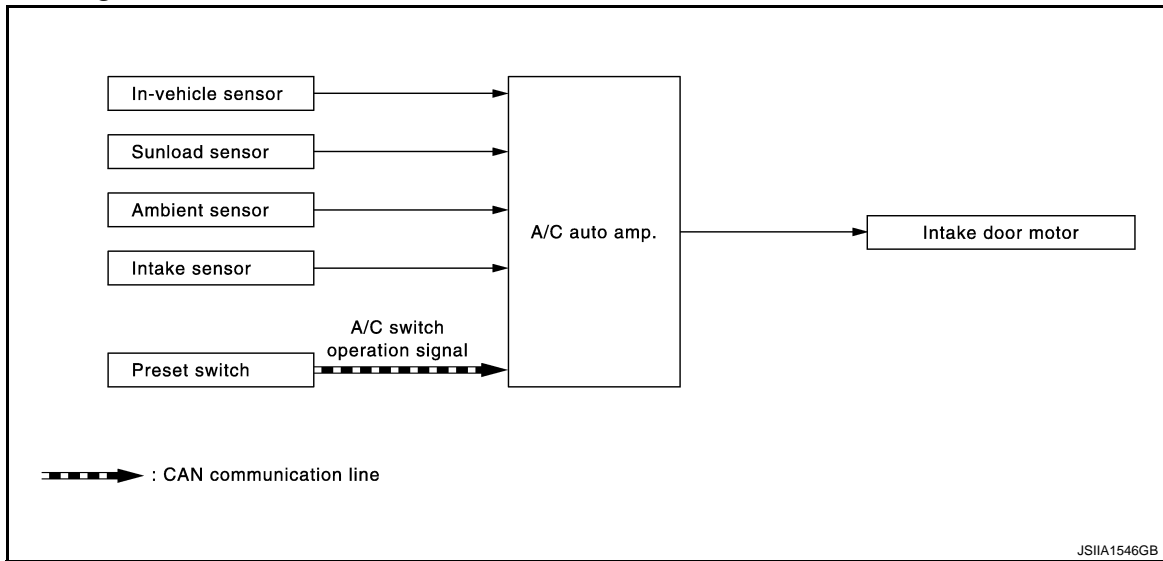 In-vehicle sensor
Sunload sensor
Ambient sensor
Intake sensor
A/C switch
operation signal
Preset switch
A/C auto amp.
Intake door motor
: CAN communication line
JSIIA1546GB